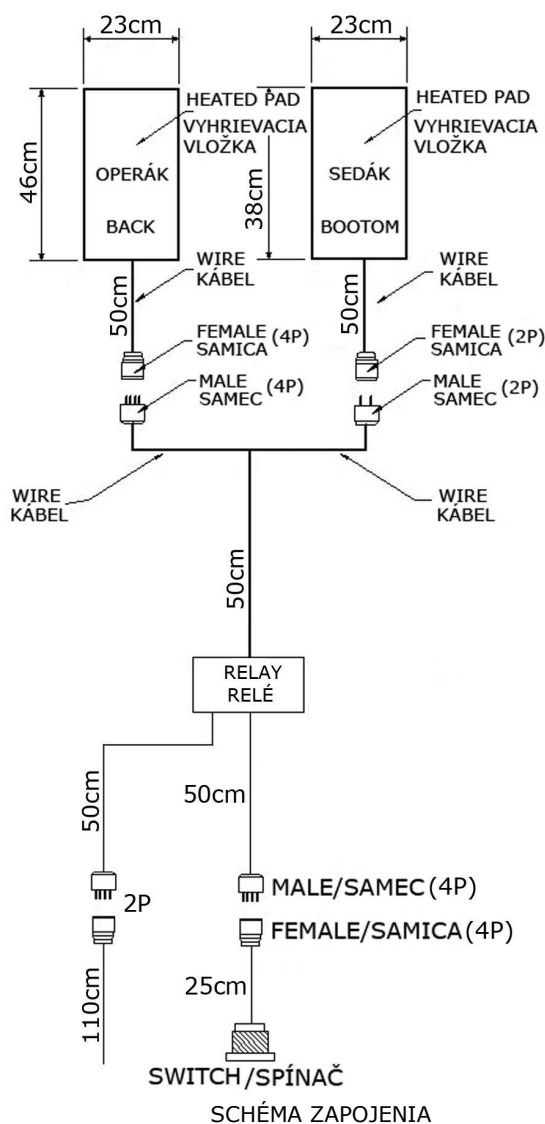 23cm
23cm
46cm
38cm
HEATED PAD
VYHRIEVACIA
VLOŽKA
HEATED PAD
VYHRIEVACIA
VLOŽKA
OPERÁK
BACK
SEDÁK
BOOTOM
WIRE
KÁBEL
WIRE
KÁBEL
50cm
50cm
FEMALE (4P)
SAMICA
FEMALE (2P)
SAMICA
MALE (4P)
SAMEC
MALE (2P)
SAMEC
WIRE
KÁBEL
WIRE
KÁBEL
50cm
RELAY
RELÉ
50cm
50cm
2P
MALE/SAMEC (4P)
FEMALE/SAMICA (4P)
110cm
25cm
SWITCH/SPÍNAČ
SCHÉMA ZAPOJENIA